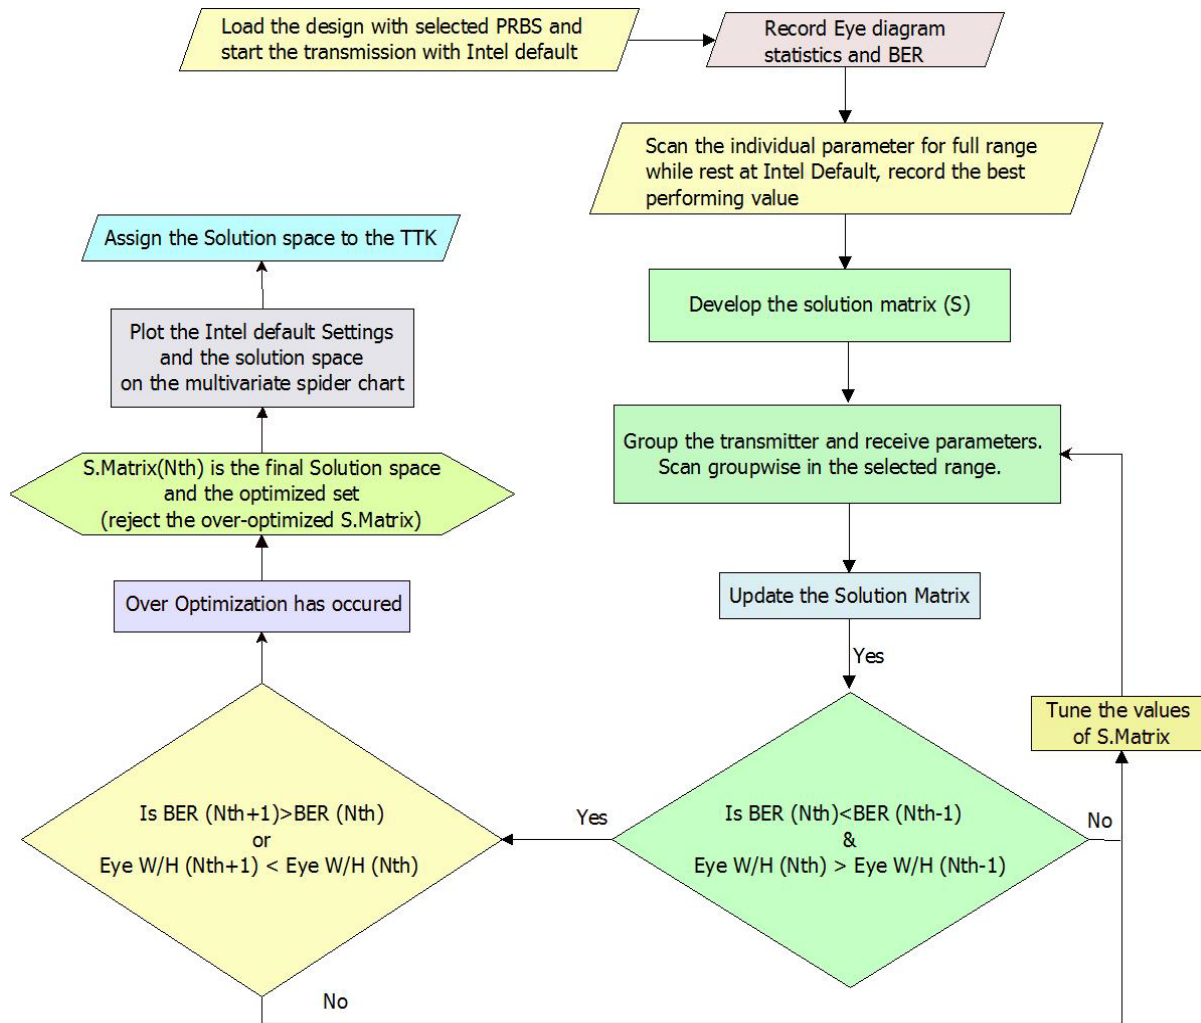 Load the design with selected PRBS and
start the transmission with Intel default
Record Eye diagram
statistics and BER
Scan the individual parameter for full range
while rest at Intel Default, record the best
performing value
Develop the solution matrix (S)
Group the transmitter and receive parameters.
Scan groupwise in the selected range.
Update the Solution Matrix
Yes
Is BER (Nth)<BER (Nth-1)
&
Eye W/H (Nth) > Eye W/H (Nth-1)
No
Tune the values
of S.Matrix
Yes
Is BER (Nth+1)>BER (Nth)
or
Eye W/H (Nth+1) < Eye W/H (Nth)
No
Over Optimization has occured
S.Matrix(Nth) is the final Solution space
and the optimized set
(reject the over-optimized S.Matrix)
Plot the Intel default Settings
and the solution space
on the multivariate spider chart
Assign the Solution space to the TTK